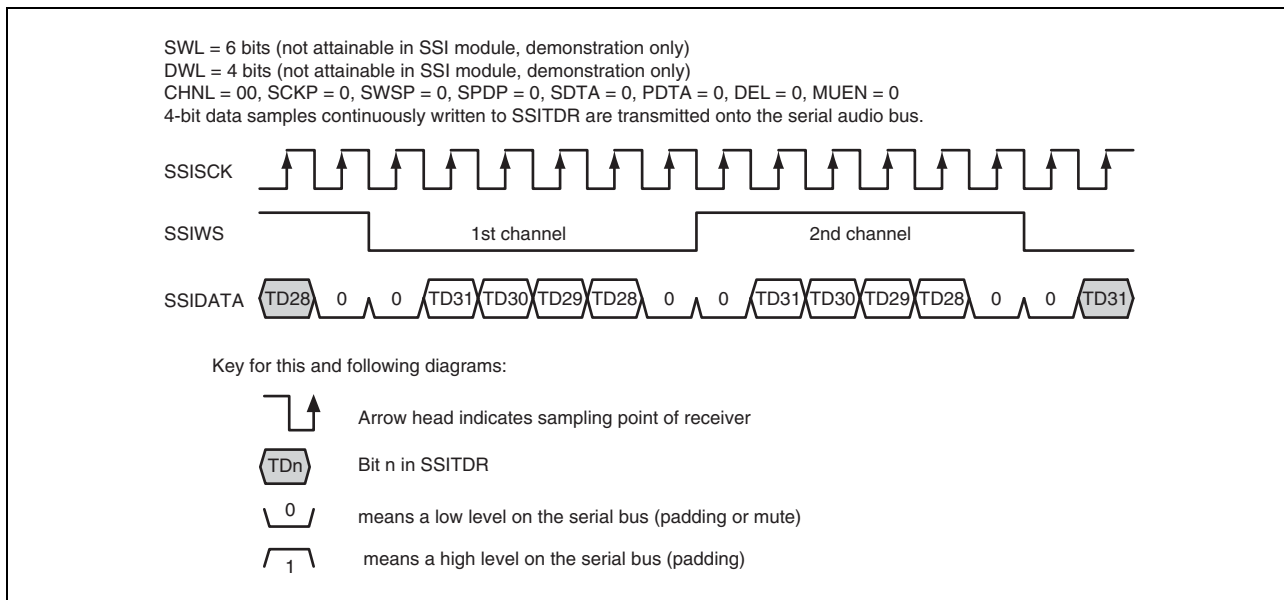 SWL = 6 bits (not attainable in SSI module, demonstration only)
DWL = 4 bits (not attainable in SSI module, demonstration only)
CHNL = 00, SCKP = 0, SWSP = 0, SPDP = 0, SDTA = 0, PDTA = 0, DEL = 0, MUEN = 0
4-bit data samples continuously written to SSITDR are transmitted onto the serial audio bus.
SSISCK
SSIWS 1st channel 2nd channel
SSIDATA TD28 0 0 TD31 TD30 TD29 TD28 0 0 TD31 TD30 TD29 TD28 0 0 TD31
Key for this and following diagrams:
Arrow head indicates sampling point of receiver
TDn Bit n in SSITDR
0 means a low level on the serial bus (padding or mute)
1 means a high level on the serial bus (padding)